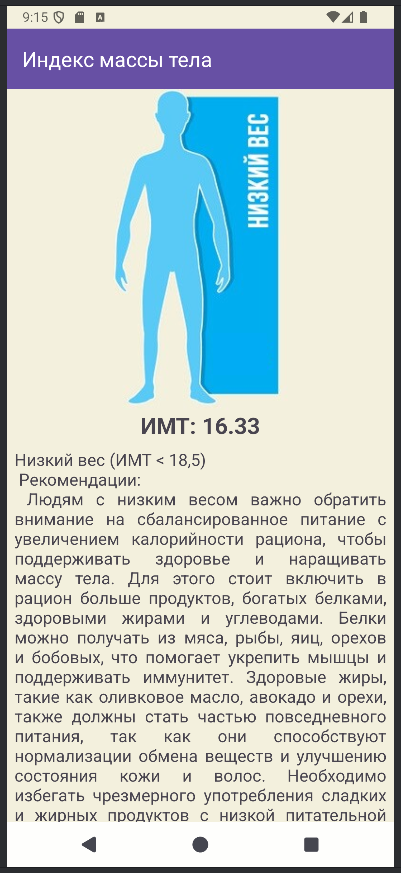 9:15
Индекс массы тела
НИЗКИЙ ВЕС
ИМТ: 16.33
Низкий вес (ИМТ < 18,5)
Рекомендации:
Людям с низким весом важно обратить
внимание на сбалансированное питание с
увеличением калорийности рациона, чтобы
поддерживать здоровье и наращивать
массу тела. Для этого стоит включить в
рацион больше продуктов, богатых белками,
здоровыми жирами и углеводами. Белки
можно получать из мяса, рыбы, яиц, орехов
и бобовых, что помогает укрепить мышцы и
поддерживать иммунитет. Здоровые жиры,
такие как оливковое масло, авокадо и орехи,
также должны стать частью повседневного
питания, так как они способствуют
нормализации обмена веществ и улучшению
состояния кожи и волос. Необходимо
избегать чрезмерного употребления сладких
и жирных продуктов с низкой питательной